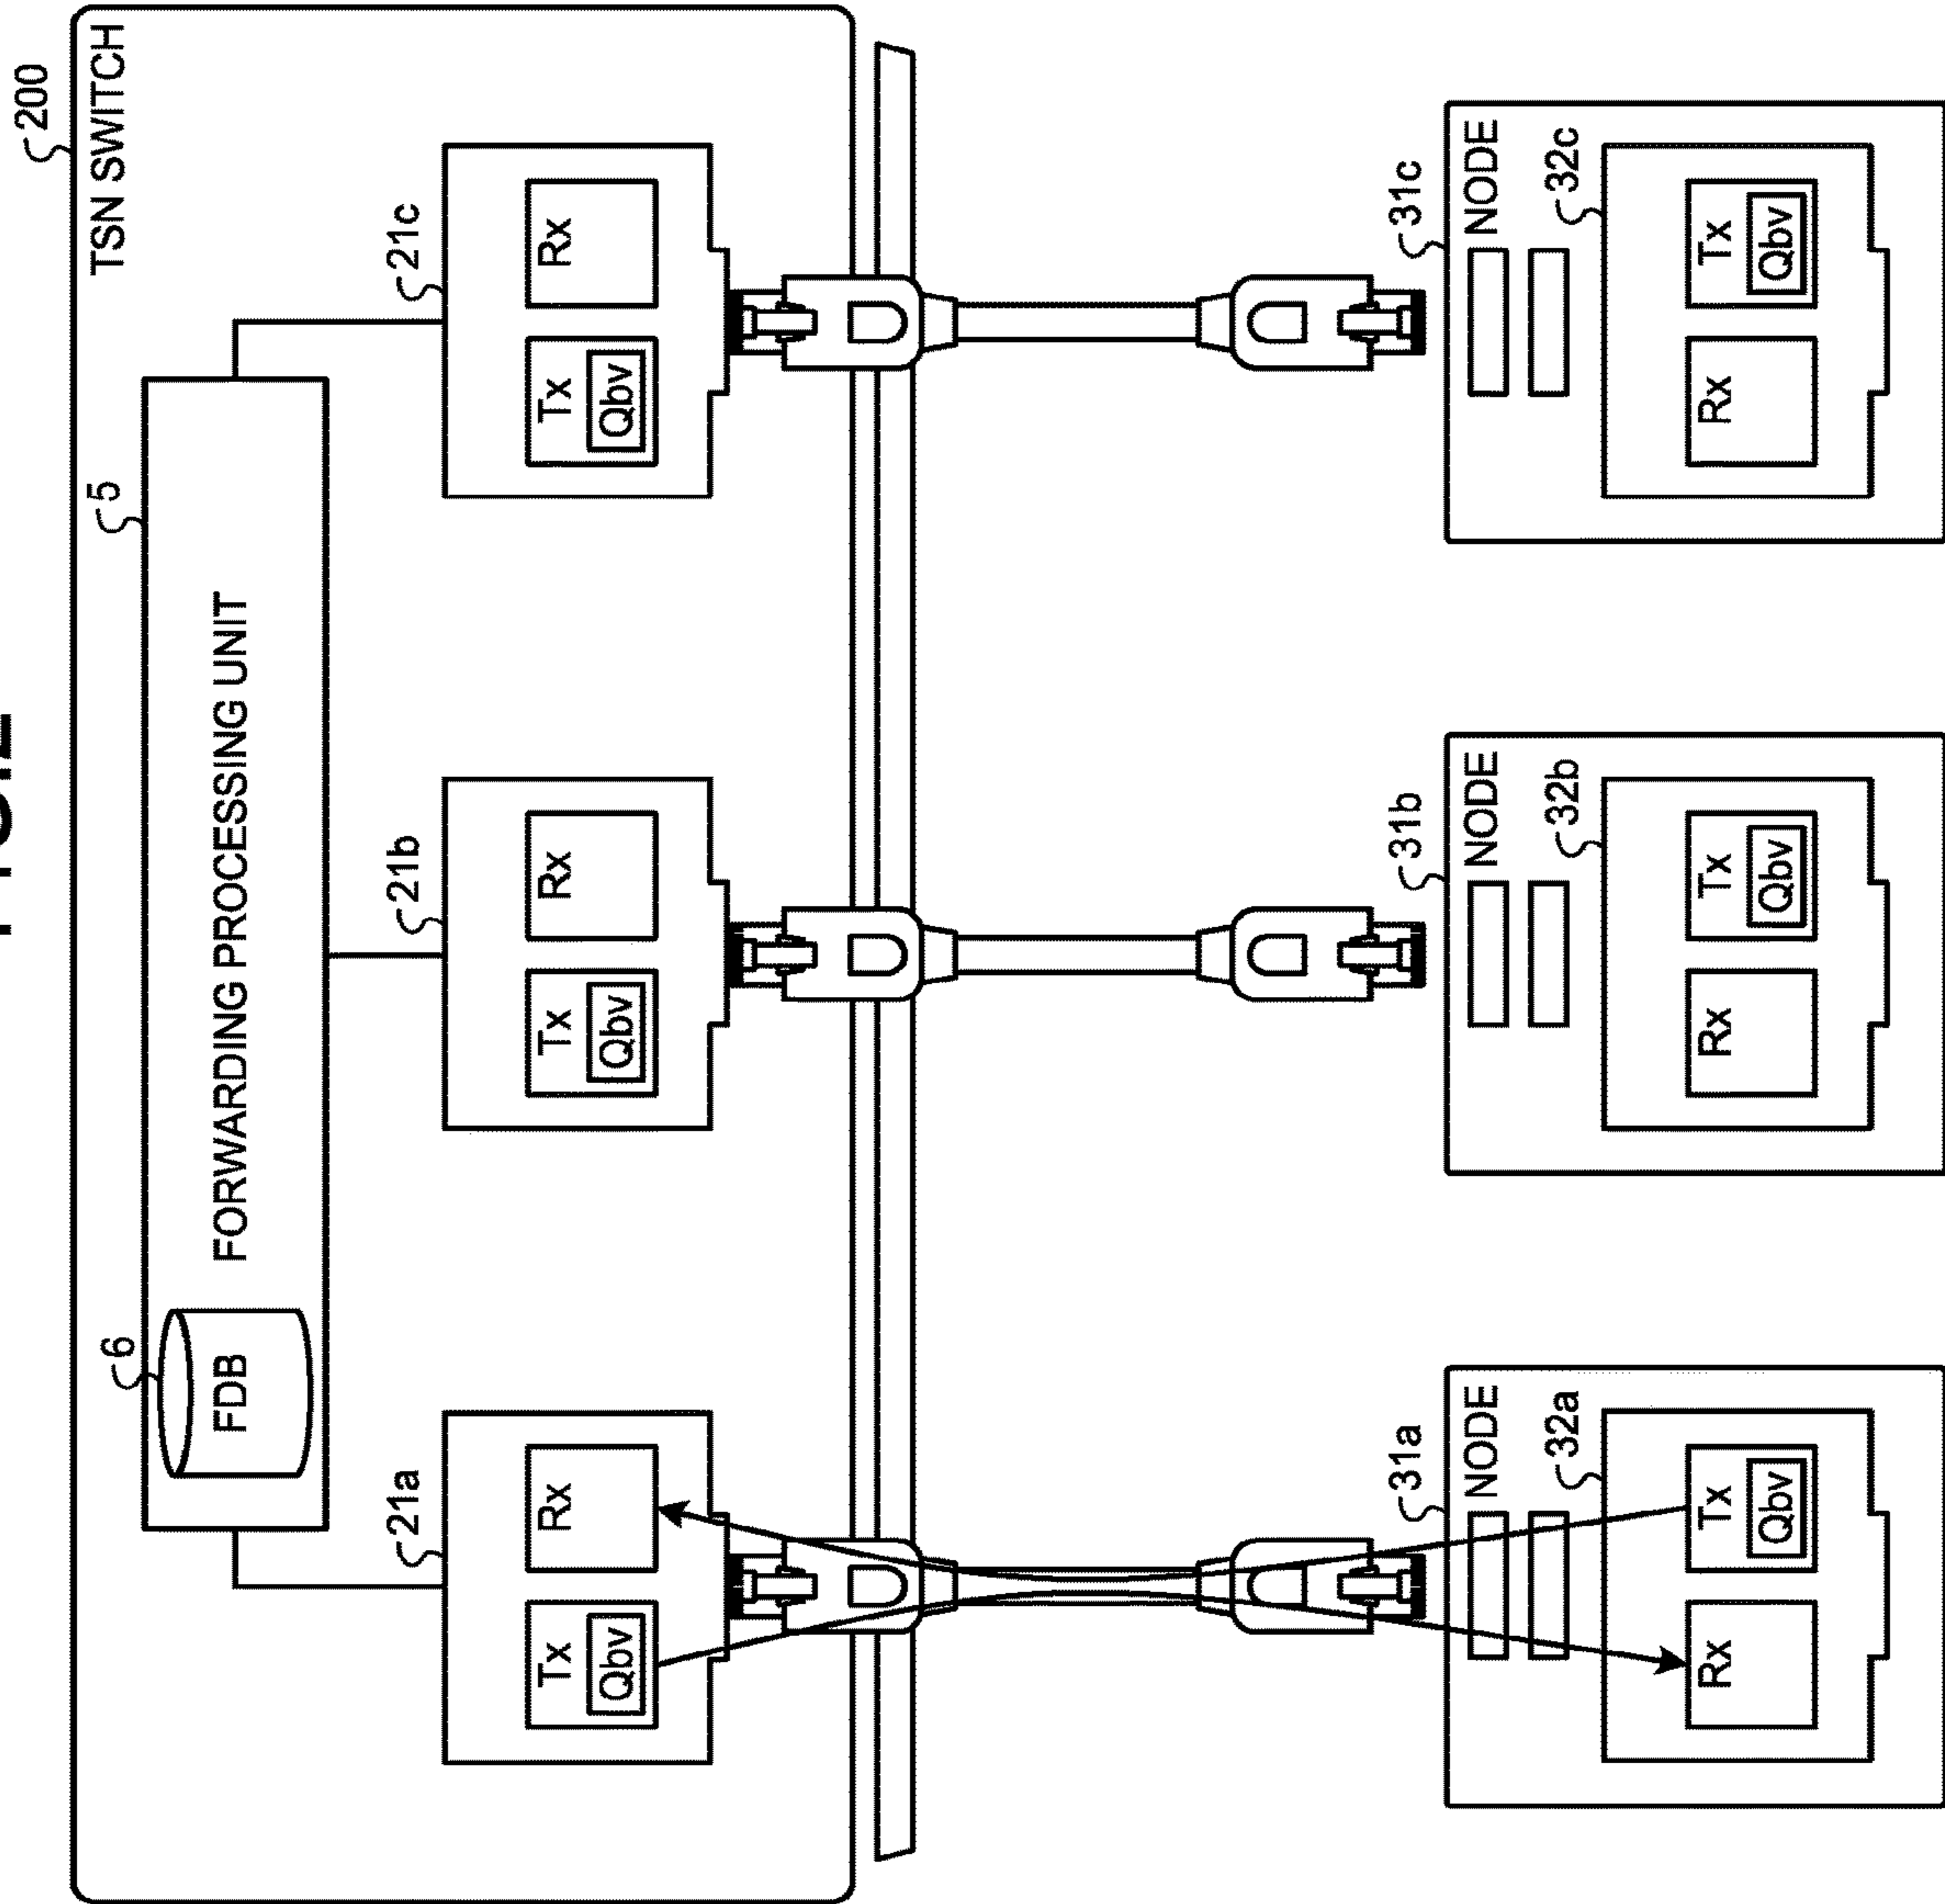 200
TSN SWITCH
6
5
FDB
FORWARDING PROCESSING UNIT
21a
21b
21c
Tx
Rx
Tx
Rx
Tx
Rx
Qbv
Qbv
Qbv
31a
31b
31c
NODE
NODE
NODE
32a
32b
32c
Rx
Tx
Rx
Tx
Rx
Tx
Qbv
Qbv
Qbv